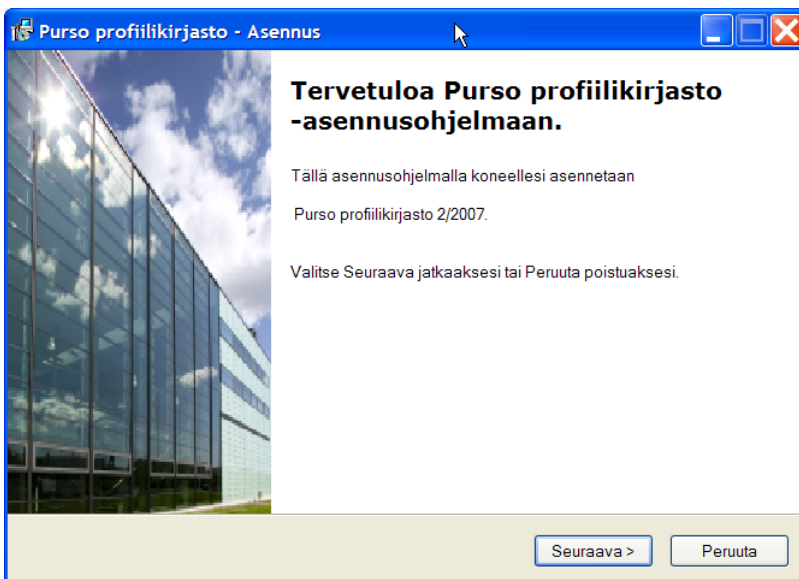 Purso profiilikirjasto - Asennus
Tervetuloa Purso profiilikirjasto
-asennusohjelmaan.
Tällä asennusohjelmalla koneellesi asennetaan
Purso profiilikirjasto 2/2007.
Valitse Seuraava jatkaaksesi tai Peruuta poistuaksesi.
Seuraava >
Peruuta